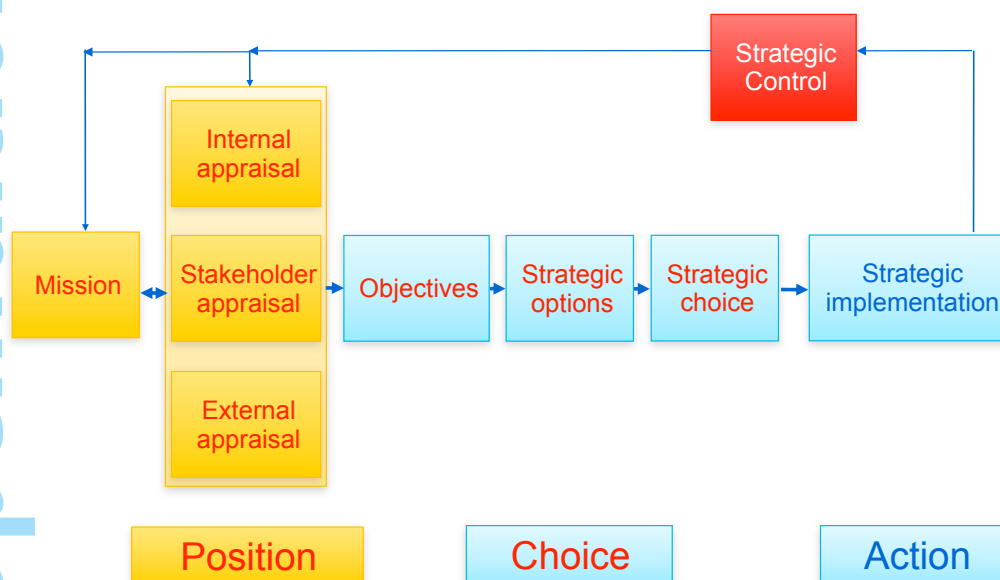 Strategic
Control
Internal
appraisal
Mission
Stakeholder
appraisal
Objectives
Strategic
options
Strategic
choice
Strategic
implementation
External
appraisal
Position
Choice
Action